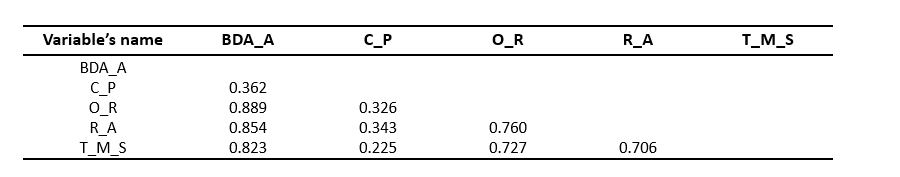 Variable's name BDA_A C_P O_R R_A T_M_S
BDA_A
C_P 0.362
O_R 0.889 0.326
R_A 0.854 0.343 0.760
T_M_S 0.823 0.225 0.727 0.706